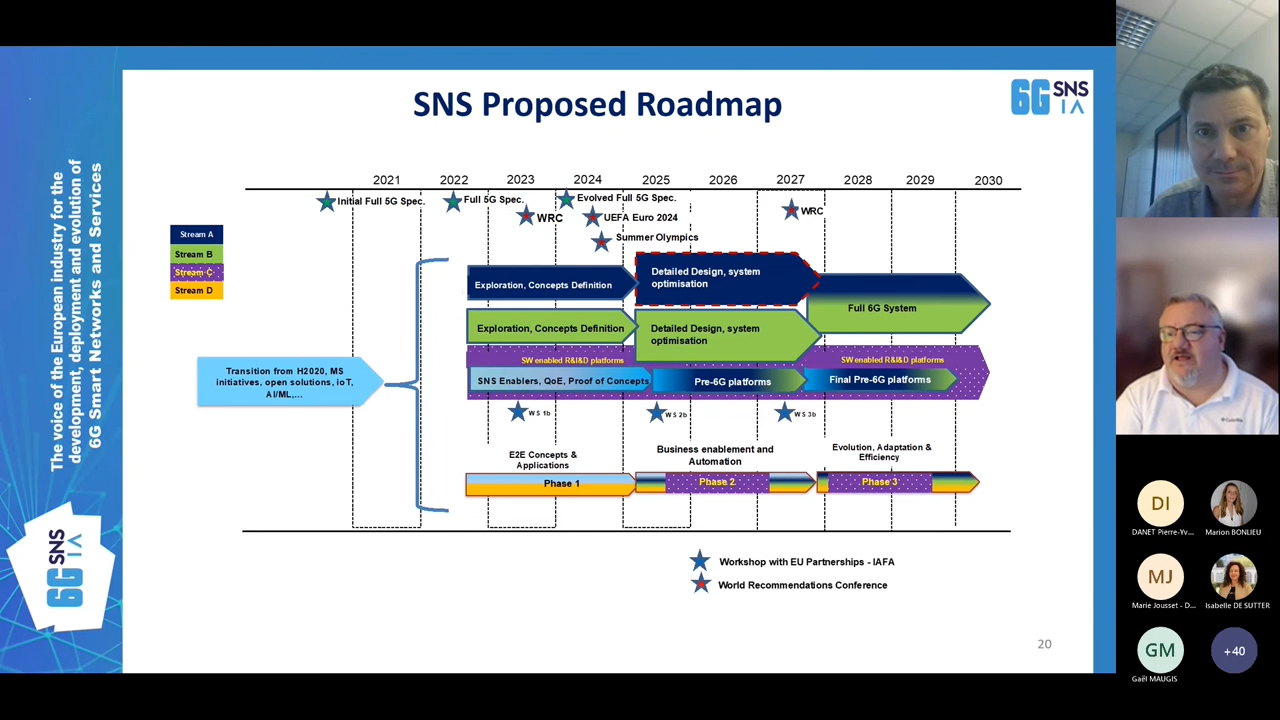 SNS Proposed Roadmap
6G SNS
IA
The voice of the European industry for the
development, deployment and evolution of
6G Smart Networks and Services
6G SNS
IA
2021 2022 2023 2024 2025 2026 2027 2028 2029 2030
Initial Full 5G Spec.
Full 5G Spec.
Evolved Full 5G Spec.
WRC
UEFA Euro 2024
WRC
Summer Olympics
Stream A
Stream B
Stream C
Stream D
Exploration, Concepts Definition
Detailed Design, system
optimisation
Full 6G System
Exploration, Concepts Definition
Detailed Design, system
optimisation
SW enabled R&I&D platforms
SW enabled R&I&D platforms
Transition from H2020, MS
initiatives, open solutions, ioT,
AI/ML,...
SNS Enablers, QoE, Proof of Concepts
Pre-6G platforms
Final Pre-6G platforms
WS 1b
WS 2b
WS 3b
E2E Concepts &
Applications
Business enablement and
Automation
Evolution, Adaptation &
Efficiency
Phase 1
Phase 2
Phase 3
Workshop with EU Partnerships - IAFA
World Recommendations Conference
20
DI
DANET Pierre-Yv...
Marion BONLIEU
MJ
Marie Jousset - D...
Isabelle DE SUTTER
GM
Gaël MAUGIS
+40